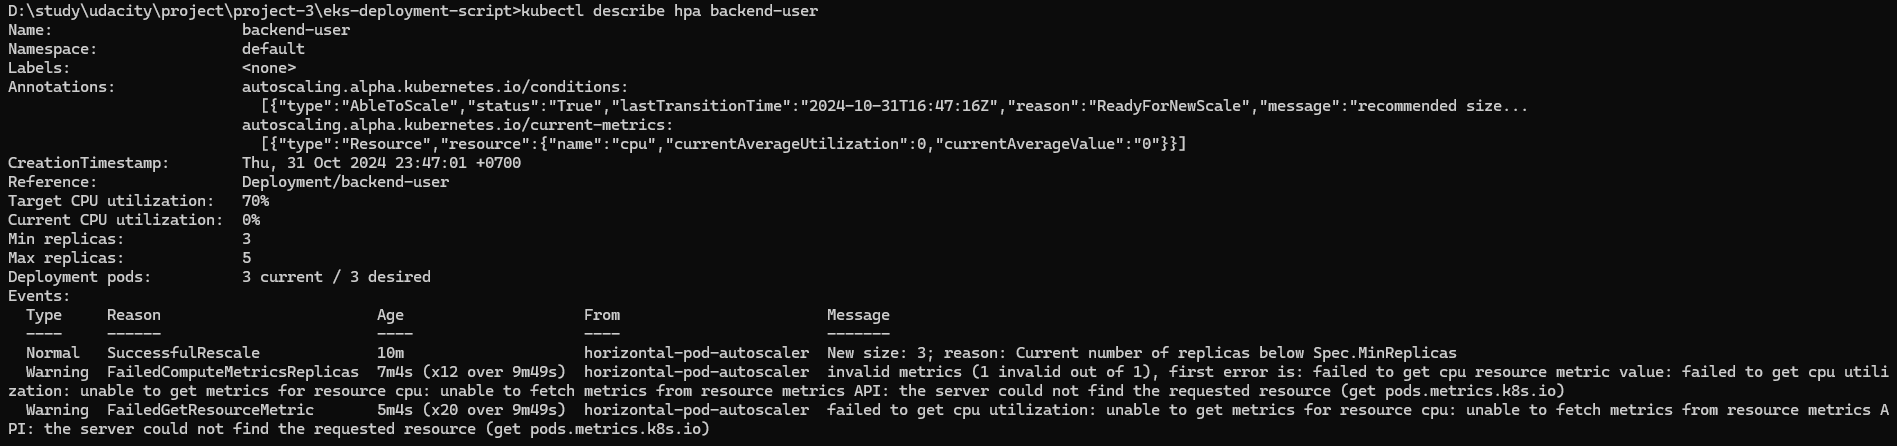 D:\study\udacity\project\project-3\eks-deployment-script>kubectl describe hpa backend-user
Name:                          backend-user
Namespace:                     default
Labels:                        <none>
Annotations:                   autoscaling.alpha.kubernetes.io/conditions:
                                 [{"type":"AbleToScale","status":"True","lastTransitionTime":"2024-10-31T16:47:16Z","reason":"ReadyForNewScale","message":"recommended size...
                               autoscaling.alpha.kubernetes.io/current-metrics:
                                 [{"type":"Resource","resource":{"name":"cpu","currentAverageUtilization":0,"currentAverageValue":"0"}}]
CreationTimestamp:             Thu, 31 Oct 2024 23:47:01 +0700
Reference:                     Deployment/backend-user
Target CPU utilization:        70%
Current CPU utilization:       0%
Min replicas:                  3
Max replicas:                  5
Deployment pods:               3 current / 3 desired
Events:
  Type     Reason                        Age                    From                       Message
  ----     ------                        ----                   ----                       -------
  Normal   SuccessfulRescale             10m                    horizontal-pod-autoscaler  New size: 3; reason: Current number of replicas below Spec.MinReplicas
  Warning  FailedComputeMetricsReplicas  7m4s (x12 over 9m49s)  horizontal-pod-autoscaler  invalid metrics (1 invalid out of 1), first error is: failed to get cpu resource metric value: failed to get cpu utili
zation: unable to get metrics for resource cpu: unable to fetch metrics from resource metrics API: the server could not find the requested resource (get pods.metrics.k8s.io)
  Warning  FailedGetResourceMetric       5m4s (x20 over 9m49s)  horizontal-pod-autoscaler  failed to get cpu utilization: unable to get metrics for resource cpu: unable to fetch metrics from resource metrics A
PI: the server could not find the requested resource (get pods.metrics.k8s.io)